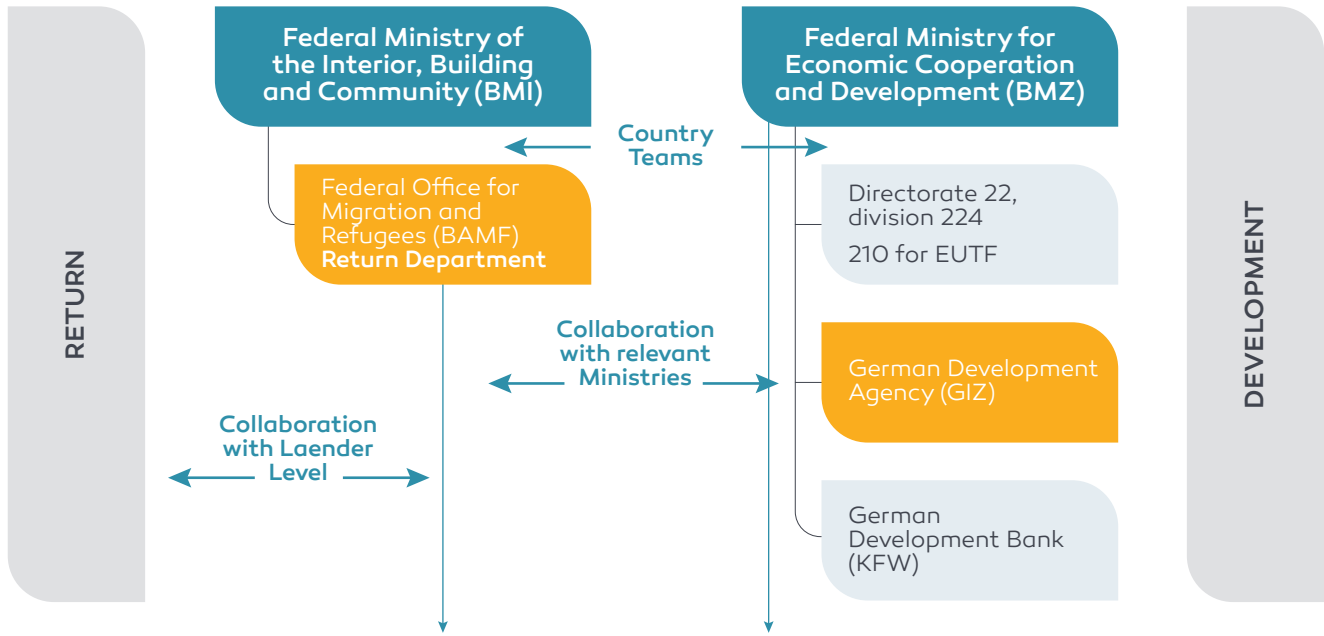 RETURN
Federal Ministry of
the Interior, Building
and Community (BMI)
Federal Ministry for
Economic Cooperation
and Development (BMZ)
Country
Teams
Federal Office for
Migration and
Refugees (BAMF)
Return Department
Directorate 22,
division 224
210 for EUTF
Collaboration
with relevant
Ministries
German Development
Agency (GIZ)
Collaboration
with Laender
Level
German
Development Bank
(KFW)
DEVELOPMENT